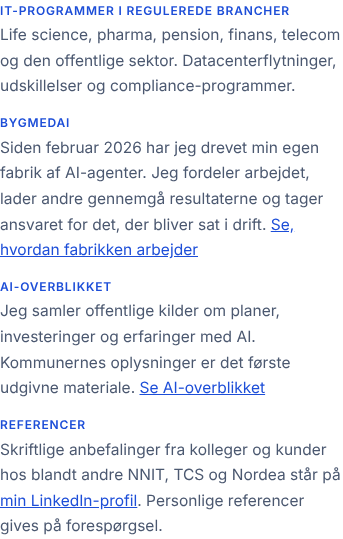 IT-PROGRAMMER I REGULEREDE BRANCHER
Life science, pharma, pension, finans, telecom
og den offentlige sektor. Datacenterflytninger,
udskillelser og compliance-programmer.
BYGMEDAI
Siden februar 2026 har jeg drevet min egen
fabrik af AI-agenter. Jeg fordeler arbejdet,
lader andre gennemgå resultaterne og tager
ansvaret for det, der bliver sat i drift. Se,
hvordan fabrikken arbejder
AI-OVERBLIKKET
Jeg samler offentlige kilder om planer,
investeringer og erfaringer med AI.
Kommunernes oplysninger er det første
udgivne materiale. Se AI-overblikket
REFERENCER
Skriftlige anbefalinger fra kolleger og kunder
hos blandt andre NNIT, TCS og Nordea står på
min LinkedIn-profil. Personlige referencer
gives på forespørgsel.